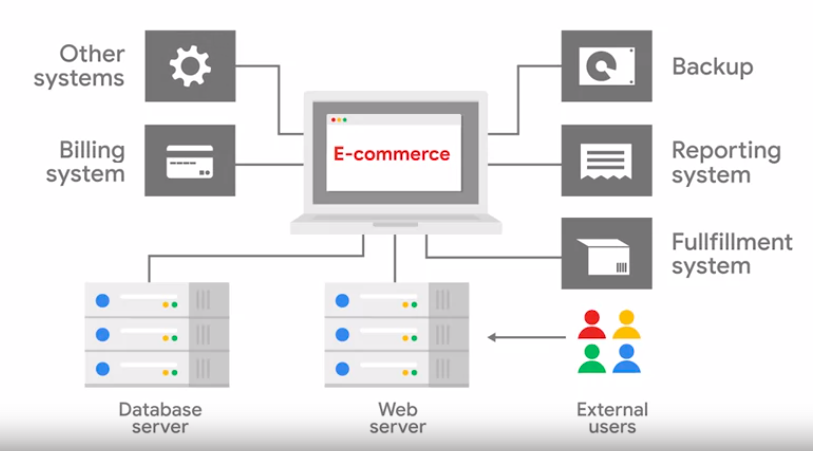 Other
systems
Billing
system
E-commerce
Backup
Reporting
system
Fullfillment
system
Database
server
Web
server
External
users